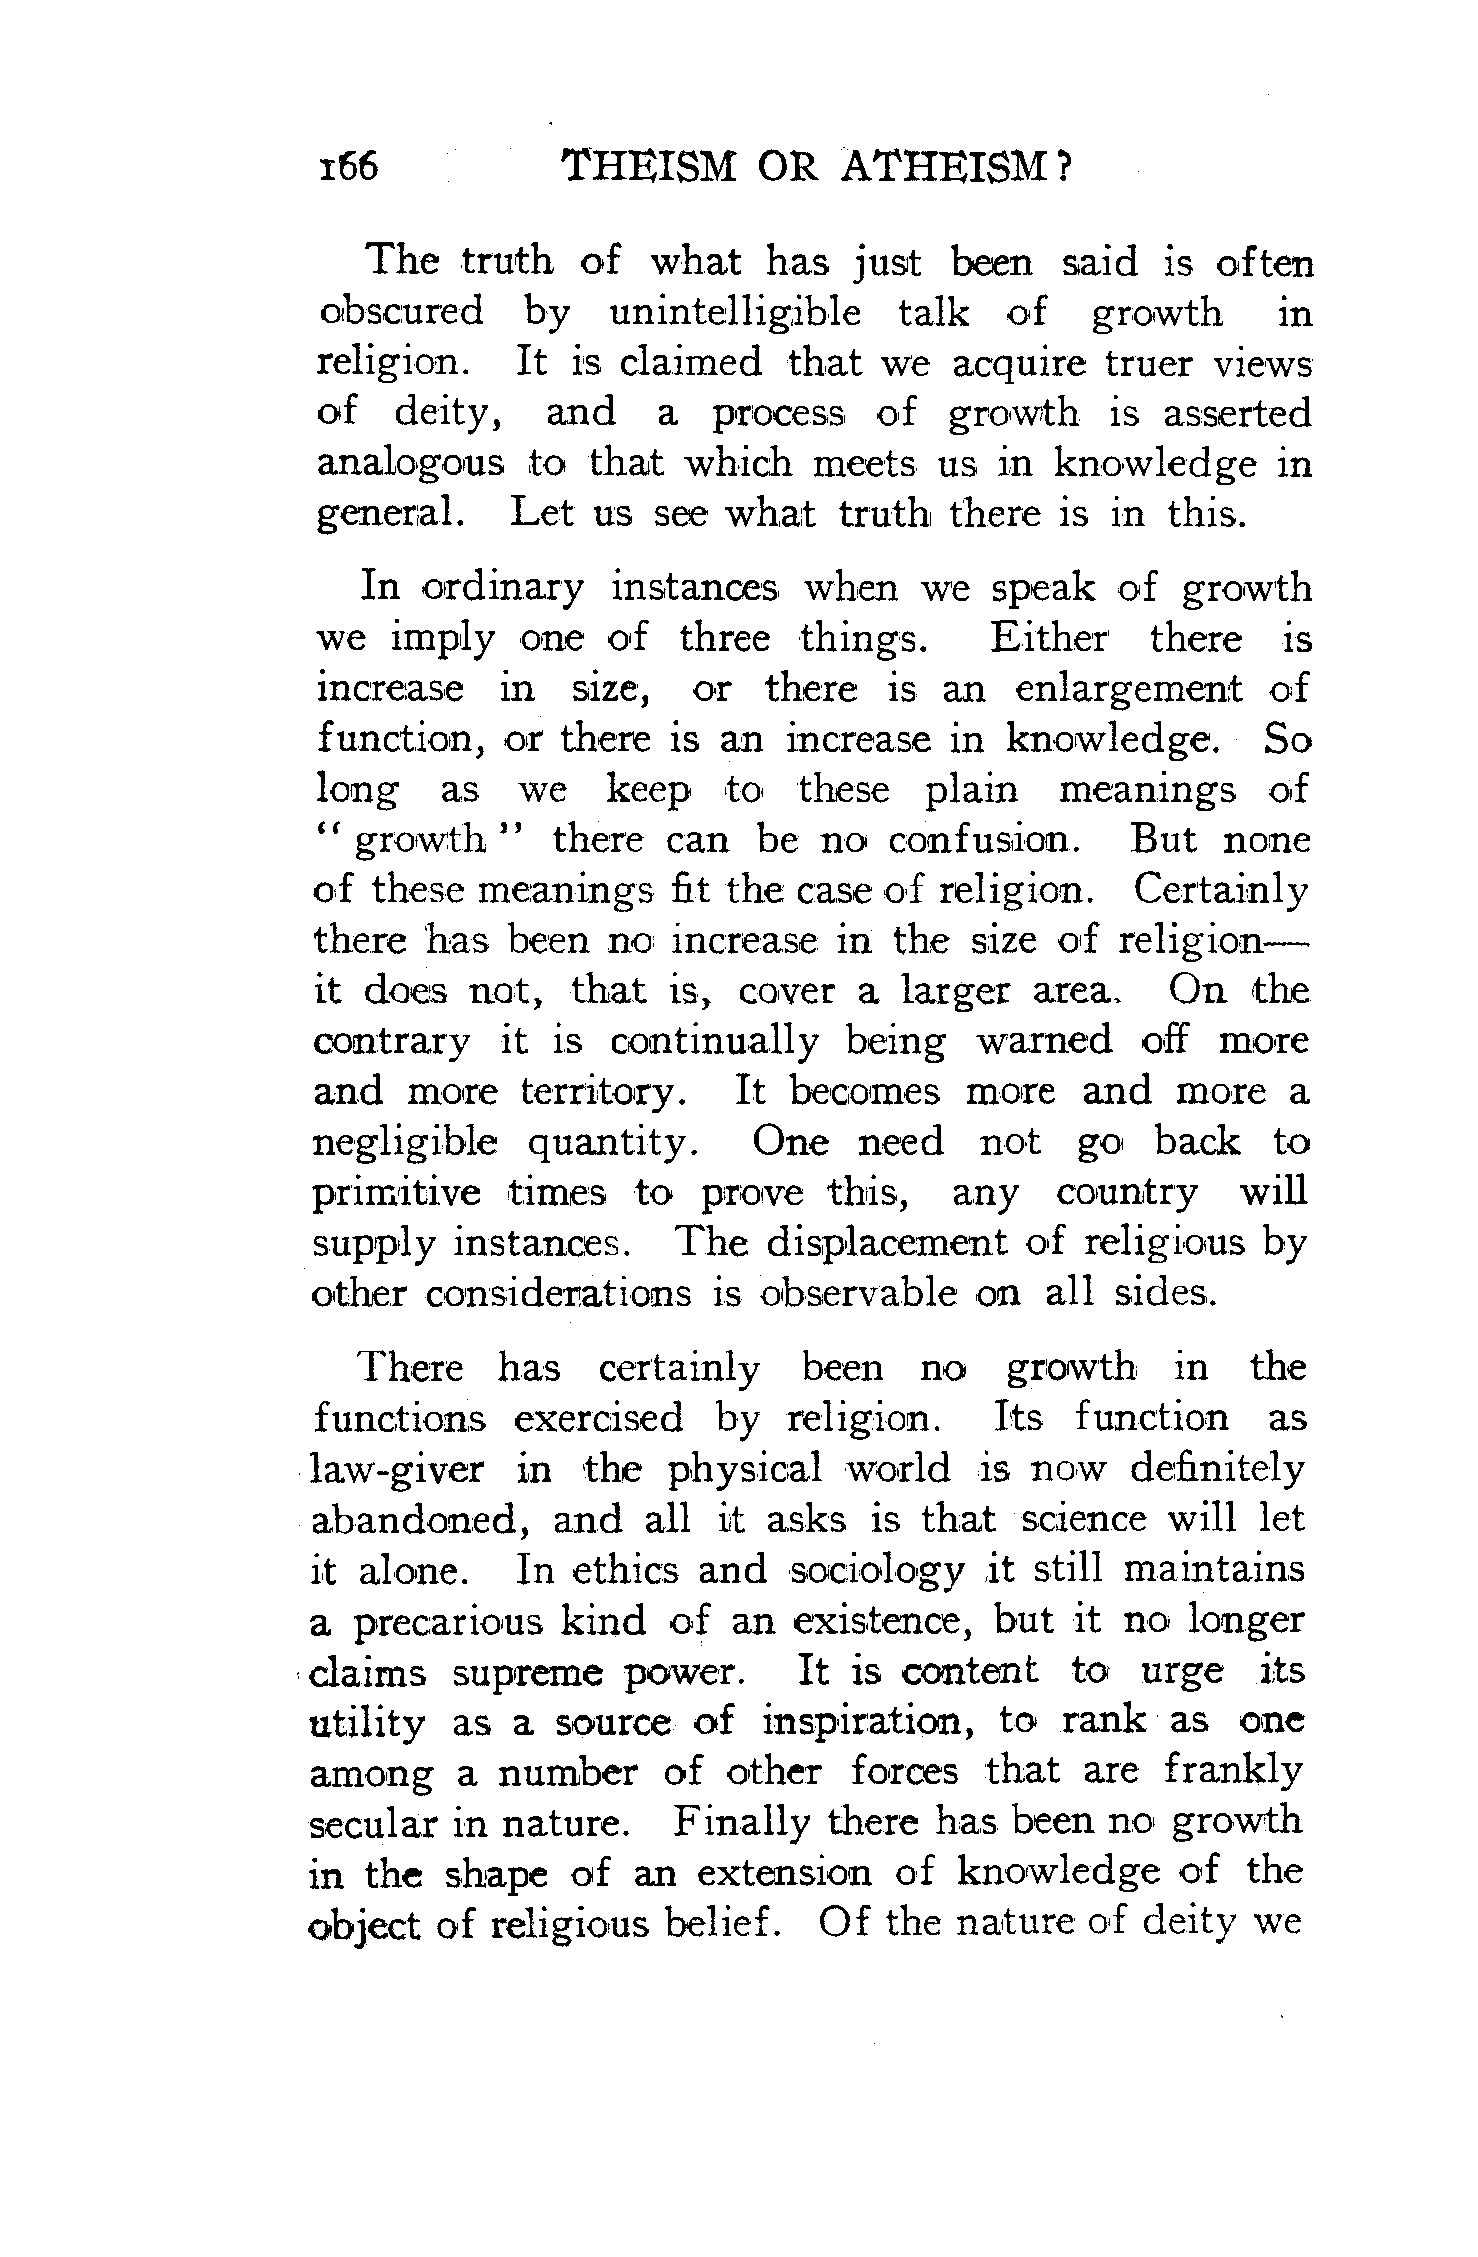 166 THEISM OR ATHEISM?
The truth of what has just been said is often
obscured by unintelligible talk of growth in
religion. It is claimed that we acquire truer views
of deity, and a process of growth is asserted
analogous to that which meets us in knowledge in
general. Let us see what truth there is in this.
In ordinary instances when we speak of growth
we imply one of three things. Either there is
increase in size, or there is an enlargement of
function, or there is an increase in knowledge. So
long as we keep to these plain meanings of
“ growth ” there can be no confusion. But none
of these meanings fit the case of religion. Certainly
there has been no increase in the size of religion—
it does not, that is, cover a larger area. On the
contrary it is continually being warned off more
and more territory. It becomes more and more a
negligible quantity. One need not go back to
primitive times to prove this, any country will
supply instances. The displacement of religious by
other considerations is observable on all sides.
There has certainly been no growth in the
functions exercised by religion. Its function as
law-giver in the physical world is now definitely
abandoned, and all it asks is that science will let
it alone. In ethics and sociology it still maintains
a precarious kind of an existence, but it no longer
claims supreme power. It is content to urge its
utility as a source of inspiration, to rank as one
among a number of other forces that are frankly
secular in nature. Finally there has been no growth
in the shape of an extension of knowledge of the
object of religious belief. Of the nature of deity we